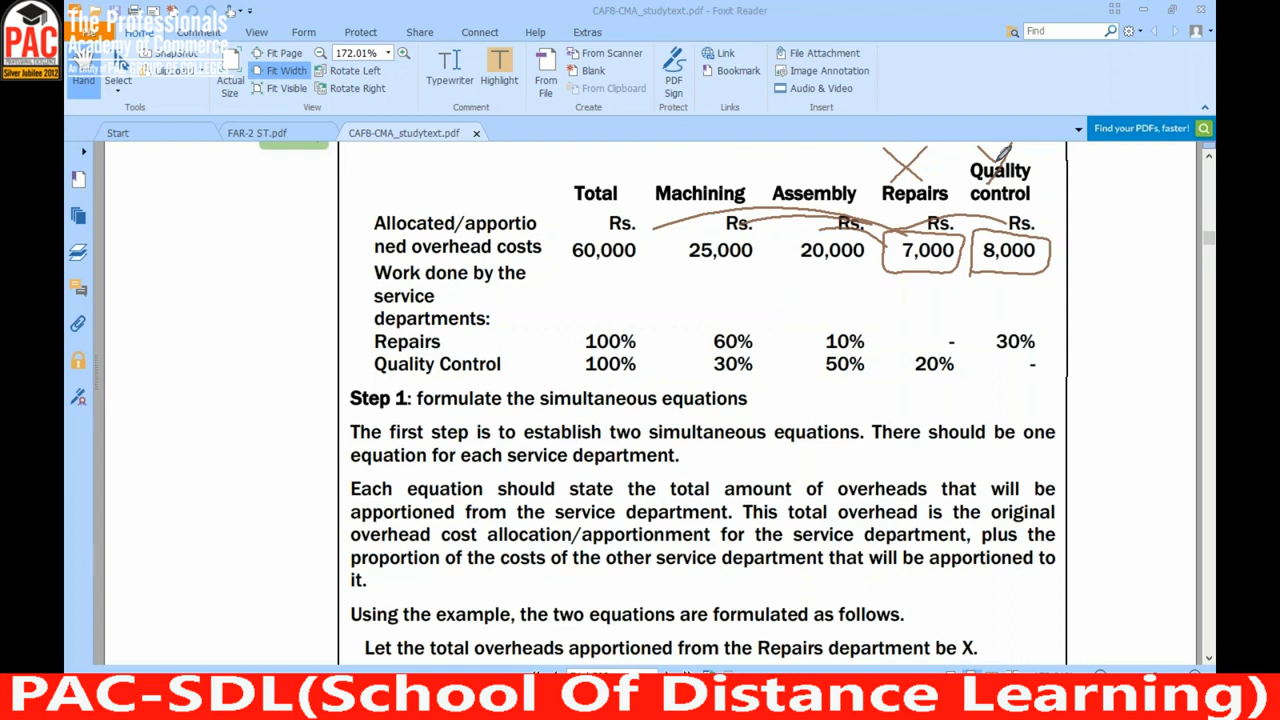 CAF8-CMA_studytext.pdf - Foxit Reader
PAC
Silver Jubilee 2012
The Professionals
Academy of Commerce
File
Home
View
Form
Protect
Share
Connect
Help
Extras
Find
Hand
Select
Snapshot
Clipboard
Actual Size
Fit Page
Fit Width
Fit Visible
172.01%
Rotate Left
Rotate Right
Typewriter
Highlight
From File
From Scanner
Blank
From Clipboard
PDF Sign
Link
Bookmark
File Attachment
Image Annotation
Audio & Video
Tools
View
Comment
Create
Protect
Links
Insert
Start
FAR-2 ST.pdf
CAF8-CMA_studytext.pdf
Find your PDFs, faster!
Quality
Total Machining Assembly Repairs control
Allocated/apportio Rs. Rs. Rs. Rs. Rs.
ned overhead costs 60,000 25,000 20,000 7,000 8,000
Work done by the
service
departments:
Repairs 100% 60% 10% - 30%
Quality Control 100% 30% 50% 20% -
Step 1: formulate the simultaneous equations
The first step is to establish two simultaneous equations. There should be one
equation for each service department.
Each equation should state the total amount of overheads that will be
apportioned from the service department. This total overhead is the original
overhead cost allocation/apportionment for the service department, plus the
proportion of the costs of the other service department that will be apportioned to
it.
Using the example, the two equations are formulated as follows.
Let the total overheads apportioned from the Repairs department be X.
PAC-SDL(School Of Distance Learning)